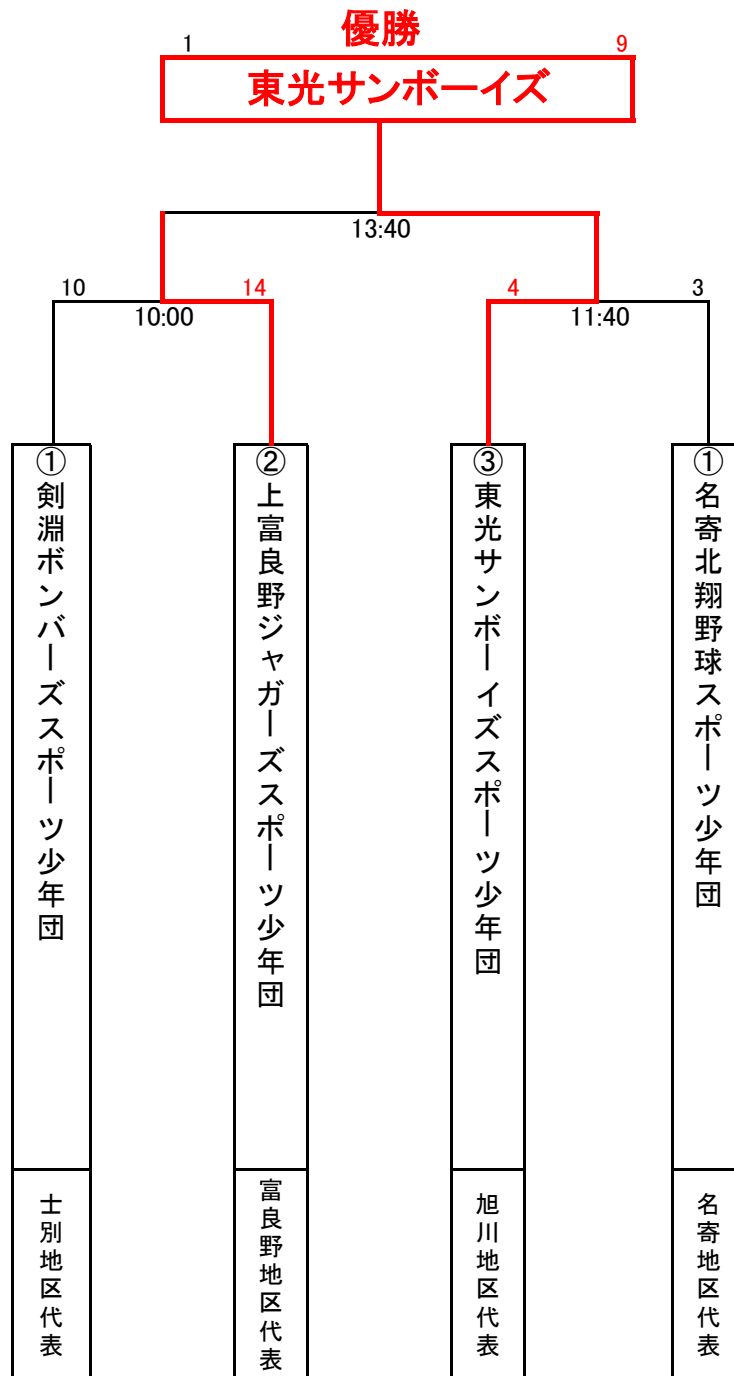 優勝
1
9
東光サンボーイズ
13:40
10
14
4
3
10:00
11:40
①剣淵ボンバーズスポーツ少年団
②上富良野ジャガーズスポーツ少年団
③東光サンボーイズスポーツ少年団
①名寄北翔野球スポーツ少年団
士別地区代表
富良野地区代表
旭川地区代表
名寄地区代表